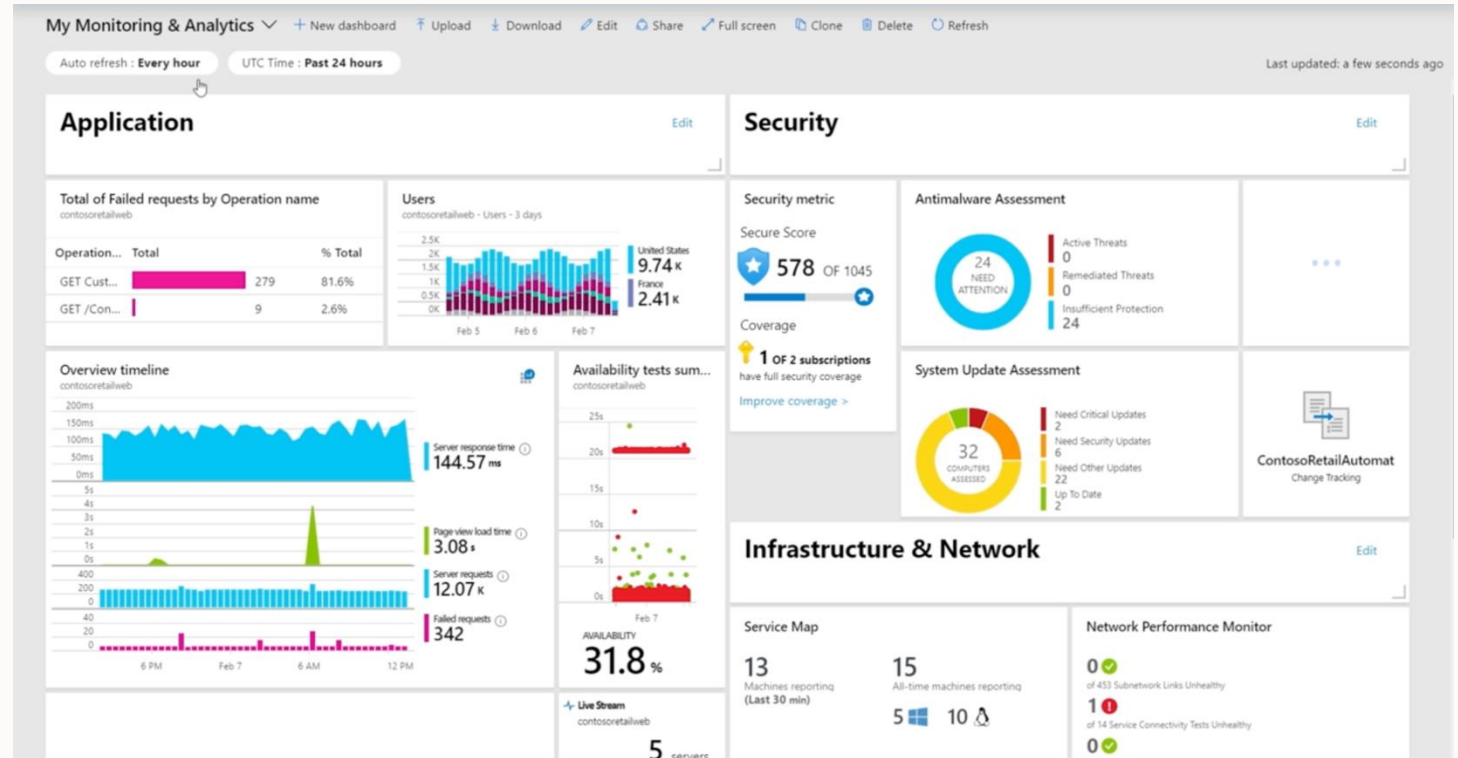 My Monitoring & Analytics
New dashboard
Upload
Download
Edit
Share
Full screen
Clone
Delete
Refresh
Auto refresh : Every hour
UTC Time : Past 24 hours
Last updated: a few seconds ago
Application
Edit
Total of Failed requests by Operation name
contosoretailweb
Operation... Total % Total
GET Cust... 279 81.6%
GET /Con... 9 2.6%
Users
contosoretailweb - Users - 3 days
2.5K
2K
1.5K
1K
0.5K
0K
Feb 5 Feb 6 Feb 7
United States
9.74 K
France
2.41 K
Overview timeline
contosoretailweb
200ms
150ms
100ms
50ms
0ms
Server response time
144.57 ms
5s
4s
3s
2s
1s
0s
Page view load time
3.08 s
400
200
0
Server requests
12.07 K
40
20
0
Failed requests
342
6 PM Feb 7 6 AM 12 PM
Availability tests sum...
contosoretailweb
25s
20s
15s
10s
5s
0s
Feb 7
AVAILABILITY
31.8 %
Live Stream
contosoretailweb
5 servers
Security
Edit
Security metric
Secure Score
578 OF 1045
Coverage
1 OF 2 subscriptions
have full security coverage
Improve coverage >
Antimalware Assessment
24
NEED
ATTENTION
Active Threats
0
Remediated Threats
0
Insufficient Protection
24
System Update Assessment
32
COMPUTERS
ASSESSED
Need Critical Updates
2
Need Security Updates
6
Need Other Updates
22
Up To Date
2
ContosoRetailAutomat
Change Tracking
Infrastructure & Network
Edit
Service Map
13
Machines reporting
(Last 30 min)
15
All-time machines reporting
5 10
Network Performance Monitor
0
of 453 Subnetwork Links Unhealthy
1
of 14 Service Connectivity Tests Unhealthy
0